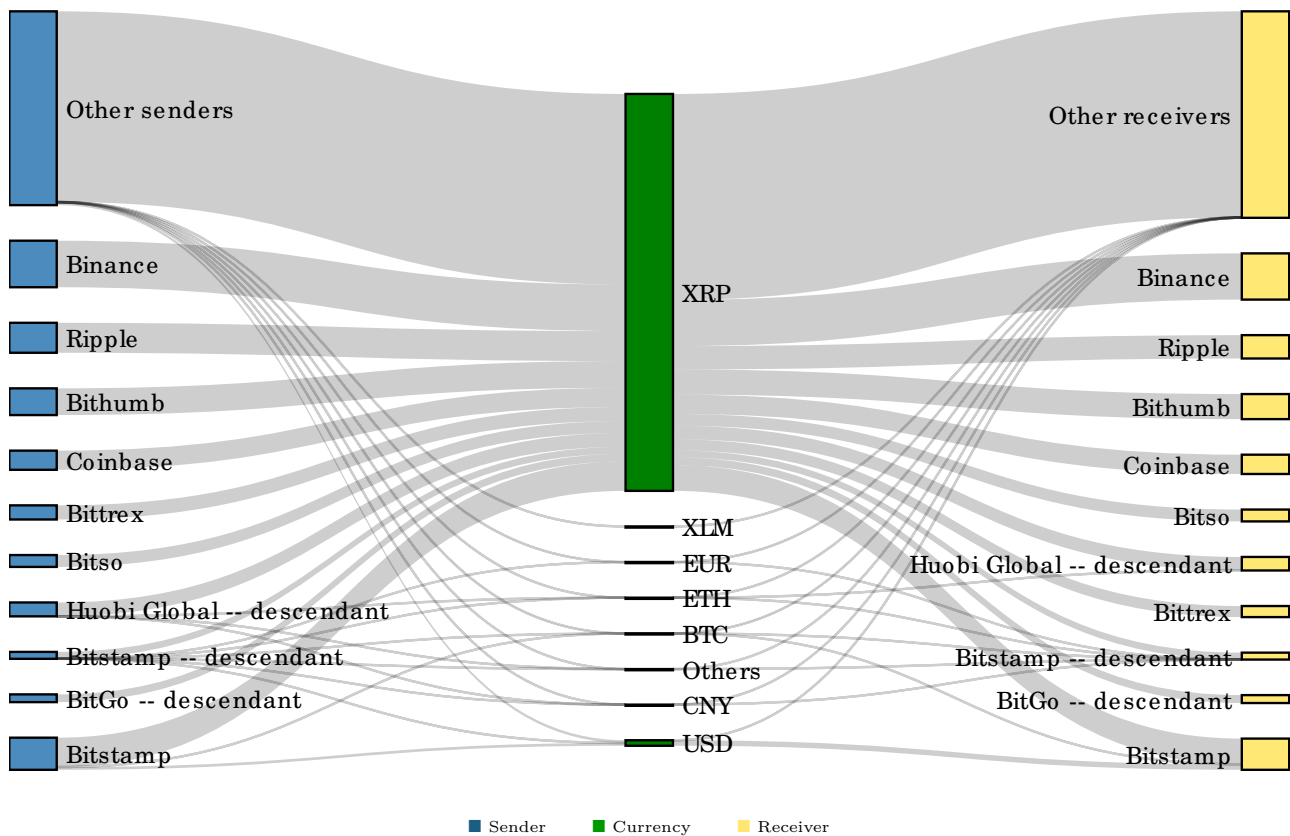 Other senders
Binance
Ripple
Bithumb
Coinbase
Bittrex
Bitso
Huobi Global -- descendant
Bitstamp -- descendant
BitGo -- descendant
Bitstamp
XRP
XLM
EUR
ETH
BTC
Others
CNY
USD
Other receivers
Binance
Ripple
Bithumb
Coinbase
Bitso
Huobi Global -- descendant
Bittrex
Bitstamp -- descendant
BitGo -- descendant
Bitstamp
Sender Currency Receiver